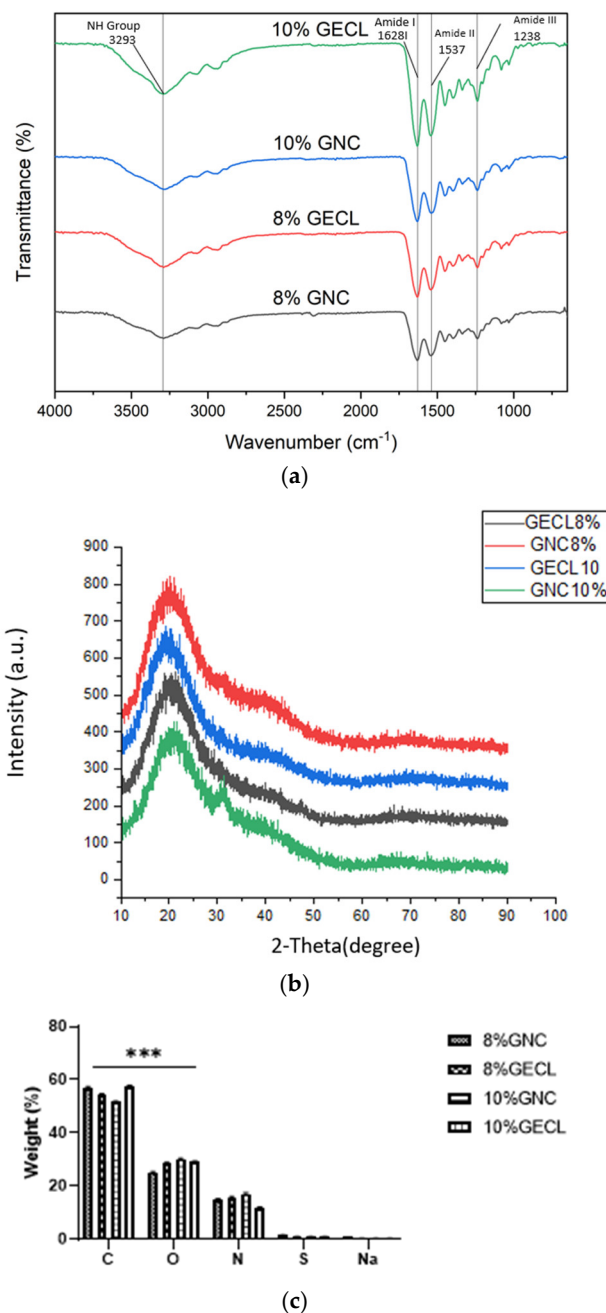 NH Group
3293
10% GECL
Amide I
1628I
Amide II
1537
Amide III
1238
10% GNC
8% GECL
8% GNC
Transmittance (%)
4000 3500 3000 2500 2000 1500 1000
Wavenumber (cm-1)
(a)
GECL8%
GNC8%
GECL10
GNC10%
900
800
700
600
500
400
300
200
100
0
Intensity (a.u.)
10 20 30 40 50 60 70 80 90 100
2-Theta(degree)
(b)
80
60
40
20
0
Weight (%)
***
8%GNC
8%GECL
10%GNC
10%GECL
C O N S Na
(c)